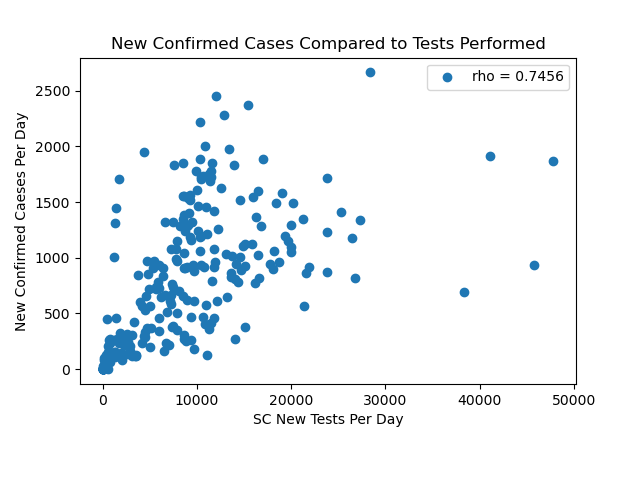 New Confirmed Cases Compared to Tests Performed
rho = 0.7456
New Confirmed Caeses Per Day
2500
2000
1500
1000
500
0
0 10000 20000 30000 40000 50000
SC New Tests Per Day